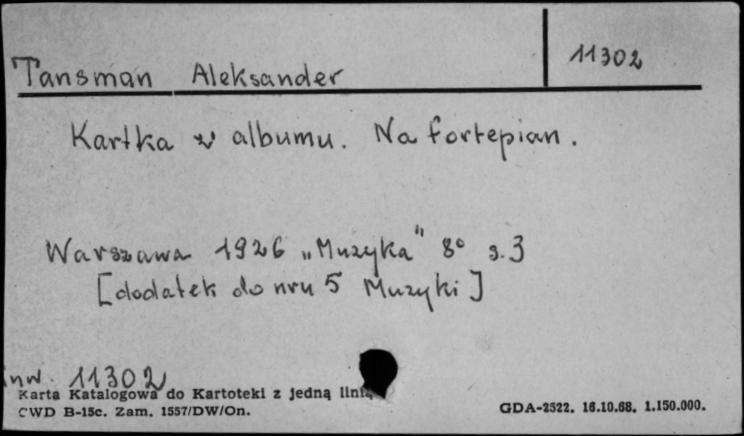 Tansman Aleksander
11302
Kartka z albumu. Na fortepian.
Warszawa 1926 „Muzyka" 8° s. 3
[dodatek do nru 5 Muzyki]
inw. 11302
Karta Katalogowa do Kartoteki z jedną linią
CWD B-15c. Zam. 1557/DW/On.
GDA-2522. 16.10.68. 1.150.000.